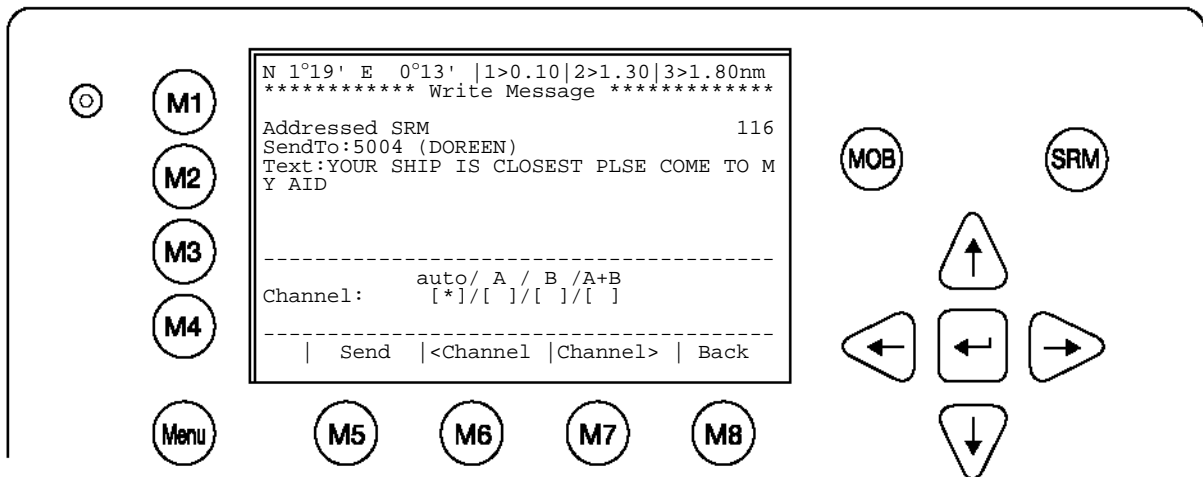 N 1°19' E 0°13' |1>0.10|2>1.30|3>1.80nm
************ Write Message *************
Addressed SRM 116
SendTo:5004 (DOREEN)
Text:YOUR SHIP IS CLOSEST PLSE COME TO M
Y AID
----------------------------------------
auto/ A / B /A+B
Channel: [*]/[ ]/[ ]/[ ]
----------------------------------------
| Send |<Channel |Channel> | Back
M1
M2
M3
M4
Menu
M5
M6
M7
M8
MOB
SRM